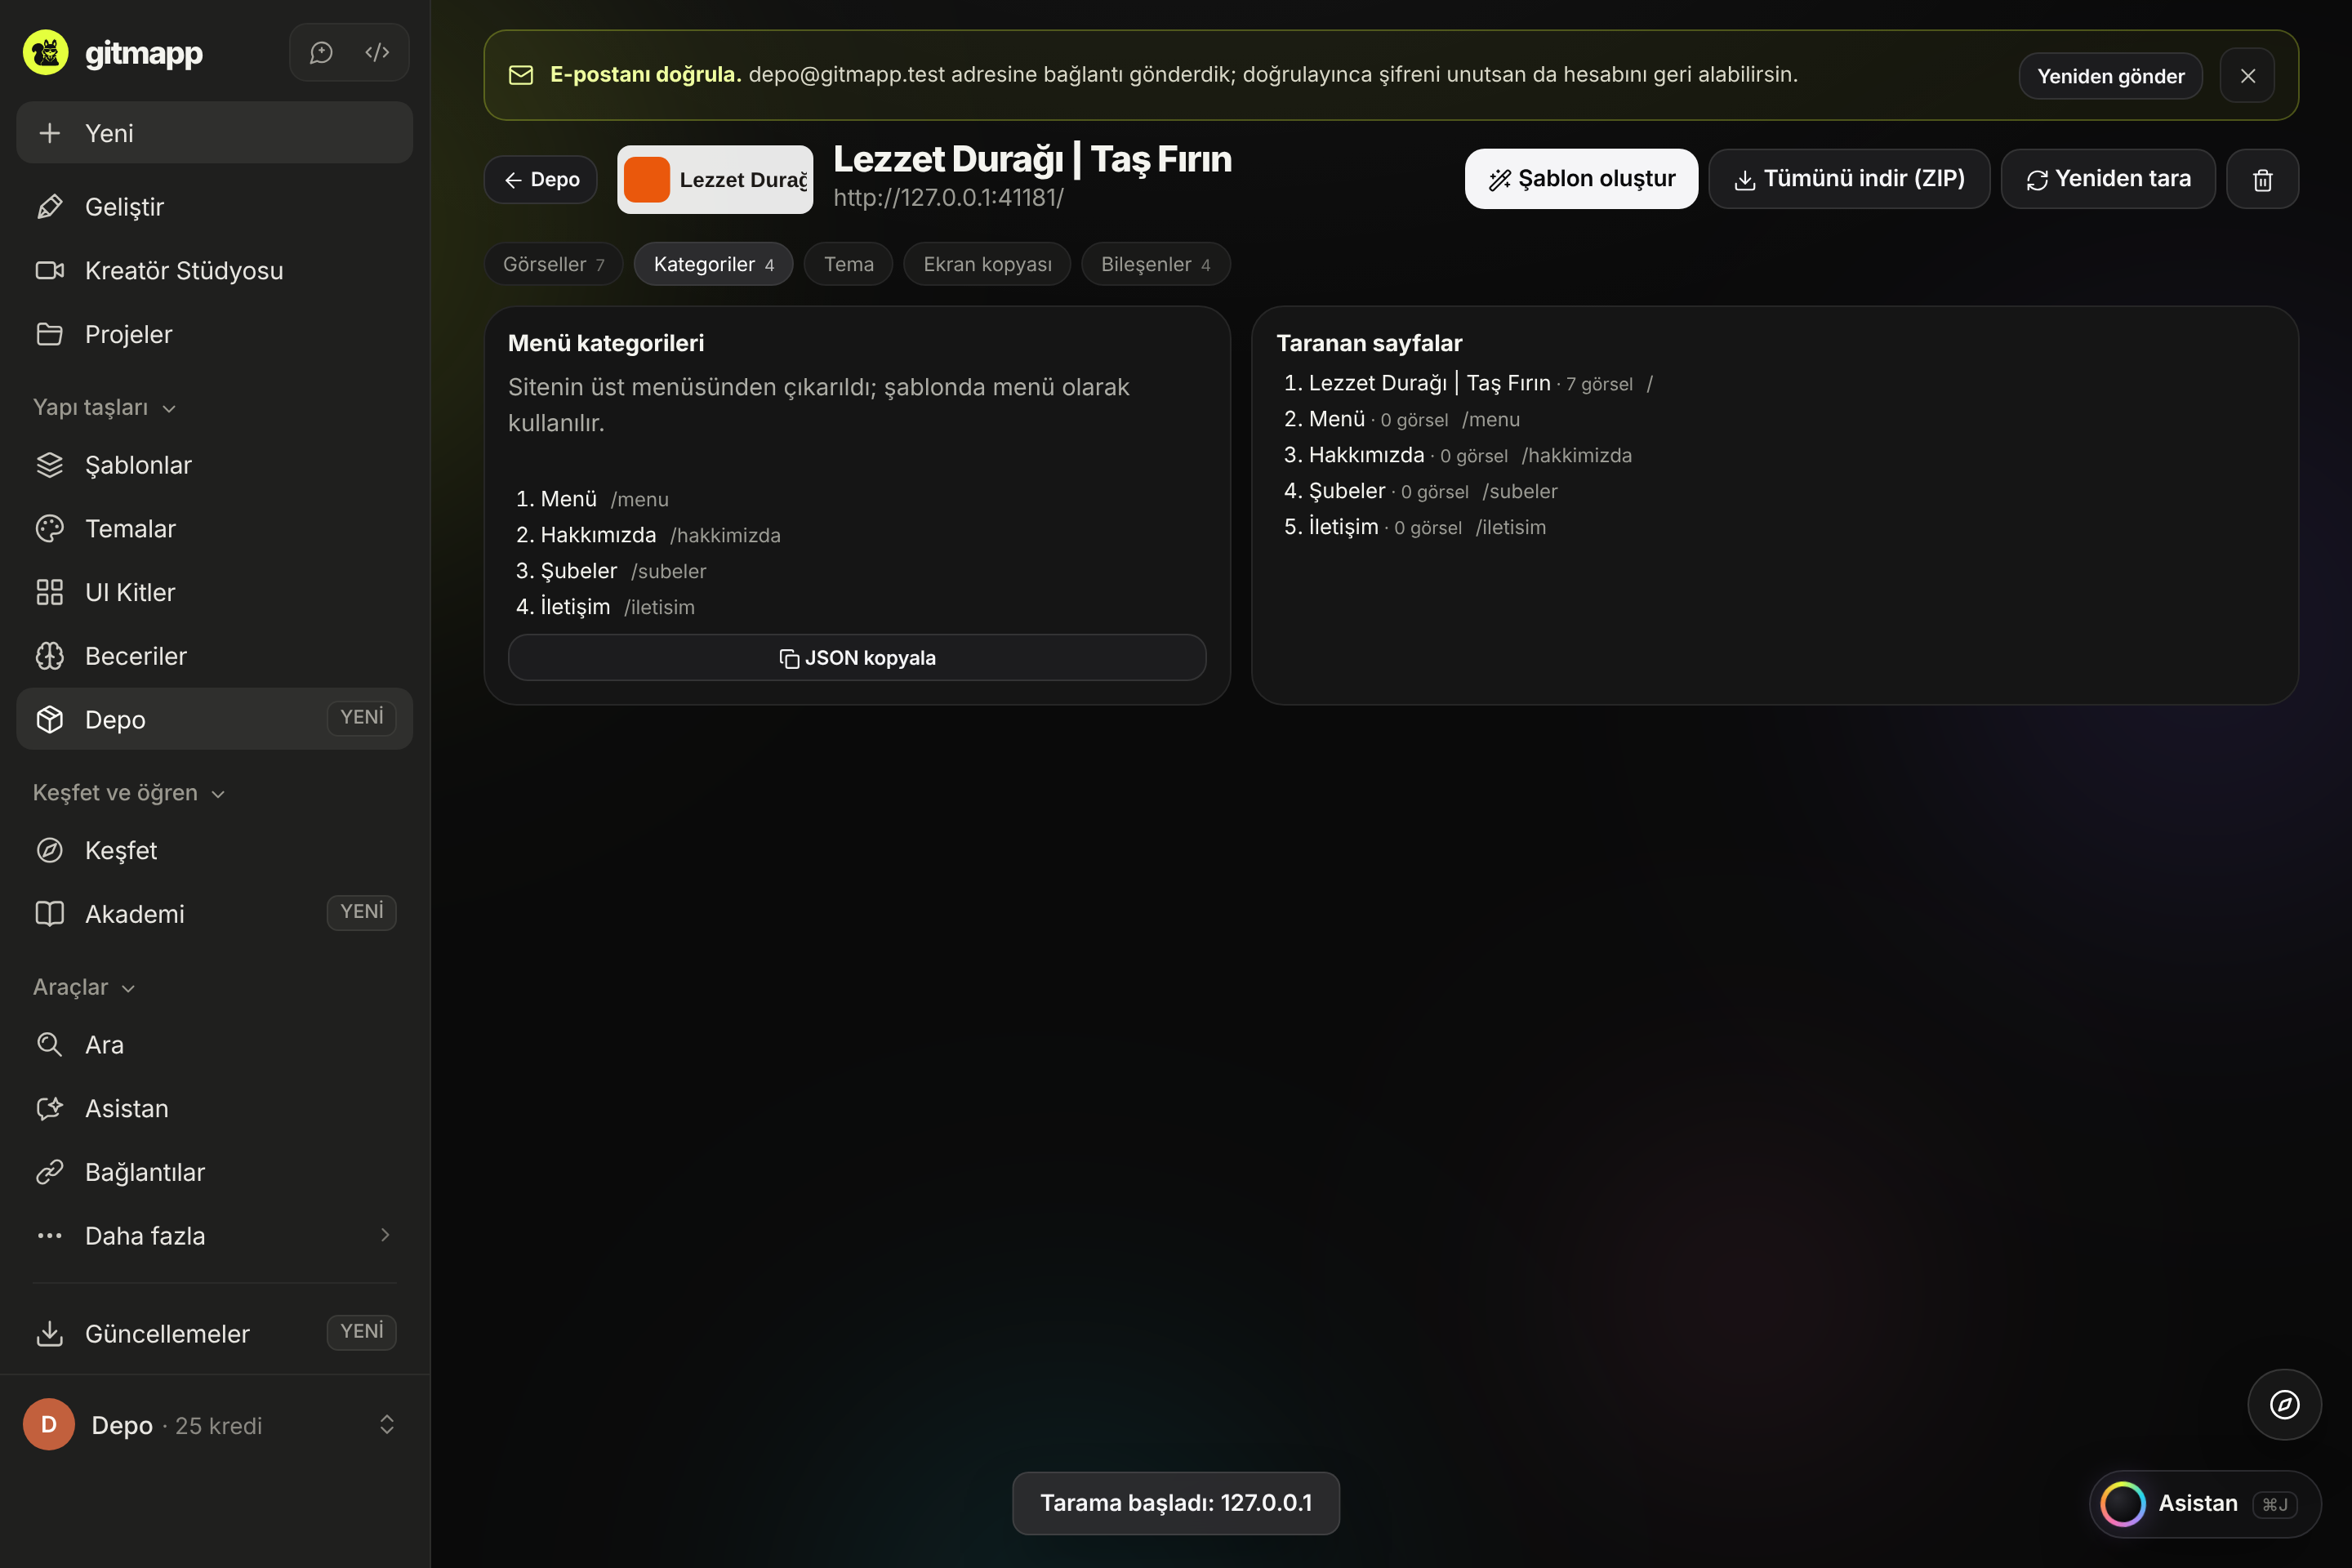 gitmapp
Yeni
Geliştir
Kreatör Stüdyosu
Projeler
Yapı taşları
Şablonlar
Temalar
UI Kitler
Beceriler
Depo YENİ
Keşfet ve öğren
Keşfet
Akademi YENİ
Araçlar
Ara
Asistan
Bağlantılar
Daha fazla
Güncellemeler YENİ
D Depo · 25 kredi
E-postanı doğrula. depo@gitmapp.test adresine bağlantı gönderdik; doğrulayınca şifreni unutsan da hesabını geri alabilirsin. Yeniden gönder
Depo
Lezzet Durağ
Lezzet Durağı | Taş Fırın
http://127.0.0.1:41181/
Şablon oluştur Tümünü indir (ZIP) Yeniden tara
Görseller 7 Kategoriler 4 Tema Ekran kopyası Bileşenler 4
Menü kategorileri
Sitenin üst menüsünden çıkarıldı; şablonda menü olarak
kullanılır.
1. Menü /menu
2. Hakkımızda /hakkimizda
3. Şubeler /subeler
4. İletişim /iletisim
JSON kopyala
Taranan sayfalar
1. Lezzet Durağı | Taş Fırın · 7 görsel /
2. Menü · 0 görsel /menu
3. Hakkımızda · 0 görsel /hakkimizda
4. Şubeler · 0 görsel /subeler
5. İletişim · 0 görsel /iletisim
Tarama başladı: 127.0.0.1
Asistan ⌘J